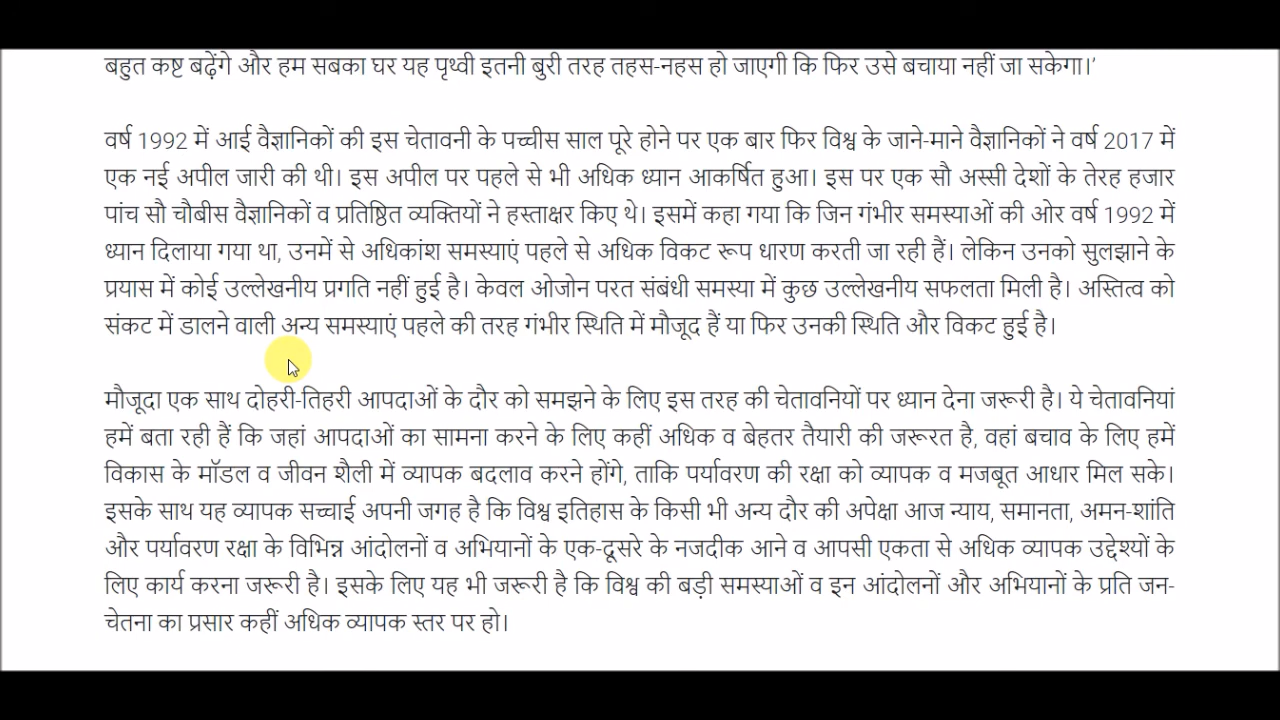 बहुत कष्ट बढ़ेंगे और हम सबका घर यह पृथ्वी इतनी बुरी तरह तहस-नहस हो जाएगी कि फिर उसे बचाया नहीं जा सकेगा।’
वर्ष 1992 में आई वैज्ञानिकों की इस चेतावनी के पच्चीस साल पूरे होने पर एक बार फिर विश्व के जाने-माने वैज्ञानिकों ने वर्ष 2017 में
एक नई अपील जारी की थी। इस अपील पर पहले से भी अधिक ध्यान आकर्षित हुआ। इस पर एक सौ अस्सी देशों के तेरह हजार
पांच सौ चौबीस वैज्ञानिकों व प्रतिष्ठित व्यक्तियों ने हस्ताक्षर किए थे। इसमें कहा गया कि जिन गंभीर समस्याओं की ओर वर्ष 1992 में
ध्यान दिलाया गया था, उनमें से अधिकांश समस्याएं पहले से अधिक विकट रूप धारण करती जा रही हैं। लेकिन उनको सुलझाने के
प्रयास में कोई उल्लेखनीय प्रगति नहीं हुई है। केवल ओजोन परत संबंधी समस्या में कुछ उल्लेखनीय सफलता मिली है। अस्तित्व को
संकट में डालने वाली अन्य समस्याएं पहले की तरह गंभीर स्थिति में मौजूद हैं या फिर उनकी स्थिति और विकट हुई है।
मौजूदा एक साथ दोहरी-तिहरी आपदाओं के दौर को समझने के लिए इस तरह की चेतावनियों पर ध्यान देना जरूरी है। ये चेतावनियां
हमें बता रही हैं कि जहां आपदाओं का सामना करने के लिए कहीं अधिक व बेहतर तैयारी की जरूरत है, वहां बचाव के लिए हमें
विकास के मॉडल व जीवन शैली में व्यापक बदलाव करने होंगे, ताकि पर्यावरण की रक्षा को व्यापक व मजबूत आधार मिल सके।
इसके साथ यह व्यापक सच्चाई अपनी जगह है कि विश्व इतिहास के किसी भी अन्य दौर की अपेक्षा आज न्याय, समानता, अमन-शांति
और पर्यावरण रक्षा के विभिन्न आंदोलनों व अभियानों के एक-दूसरे के नजदीक आने व आपसी एकता से अधिक व्यापक उद्देश्यों के
लिए कार्य करना जरूरी है। इसके लिए यह भी जरूरी है कि विश्व की बड़ी समस्याओं व इन आंदोलनों और अभियानों के प्रति जन-
चेतना का प्रसार कहीं अधिक व्यापक स्तर पर हो।